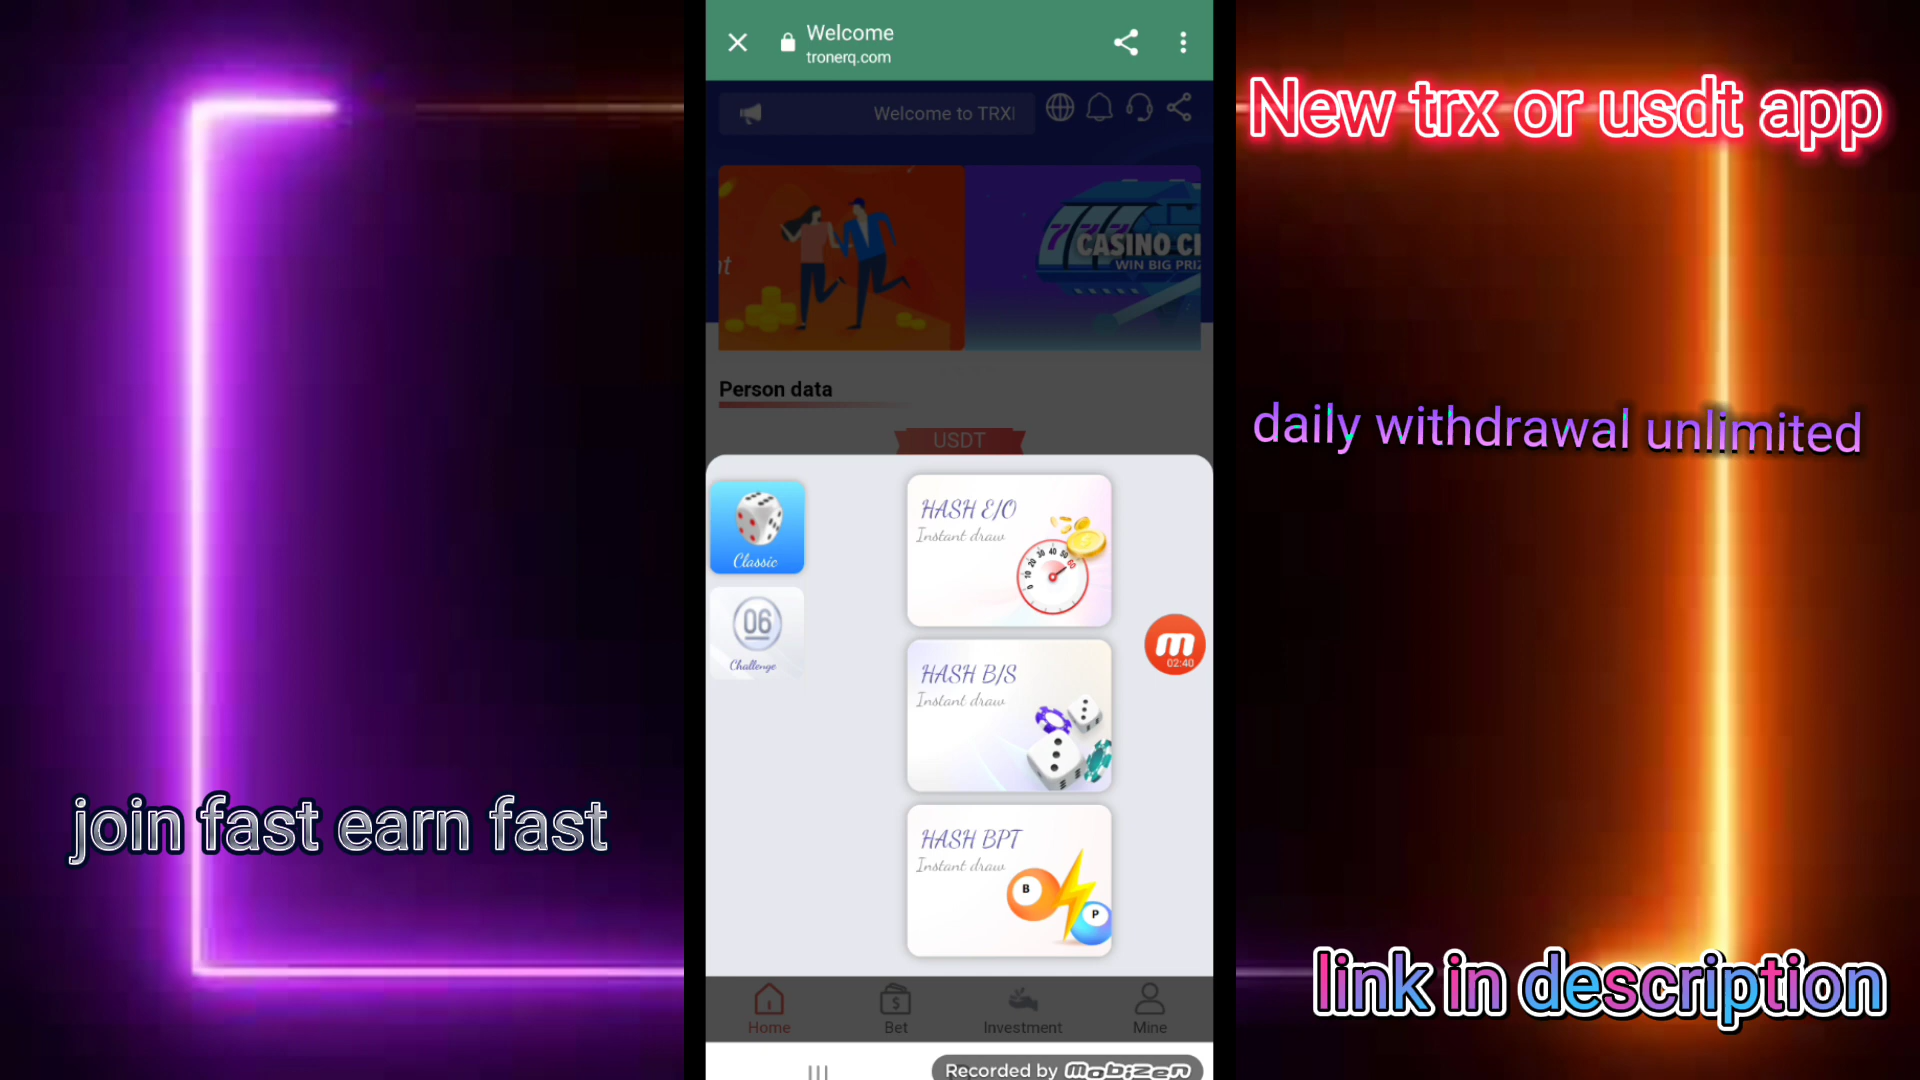 Welcome
tronerq.com
New trx or usdt app
Welcome to TRX
CASINO
WIN BIG
Person data
daily withdrawal unlimited
USDT
HASH E/O
Instant draw
Classic
06
Challenge
02:40
HASH B/S
Instant draw
join fast earn fast
HASH BPT
Instant draw
B
P
link in description
Home
Bet
Investment
Mine
Recorded by MOBIZEN